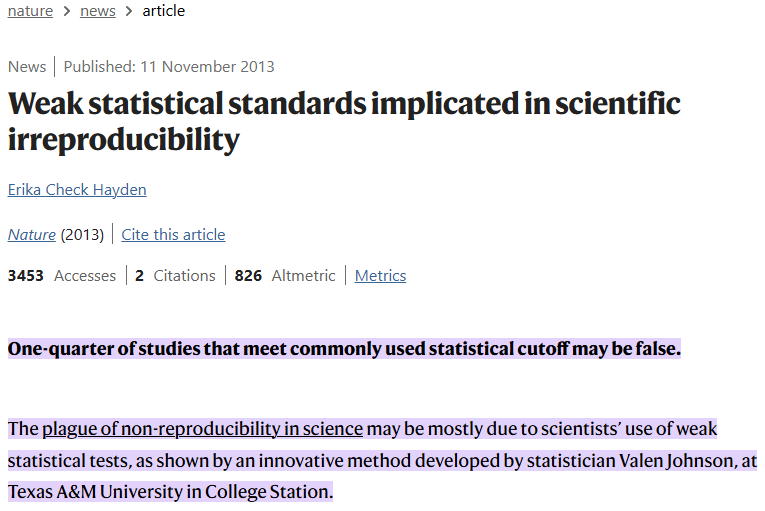 nature > news > article
News | Published: 11 November 2013
Weak statistical standards implicated in scientific
irreproducibility
Erika Check Hayden
Nature (2013) | Cite this article
3453 Accesses | 2 Citations | 826 Altmetric | Metrics
One-quarter of studies that meet commonly used statistical cutoff may be false.
The plague of non-reproducibility in science may be mostly due to scientists’ use of weak
statistical tests, as shown by an innovative method developed by statistician Valen Johnson, at
Texas A&M University in College Station.